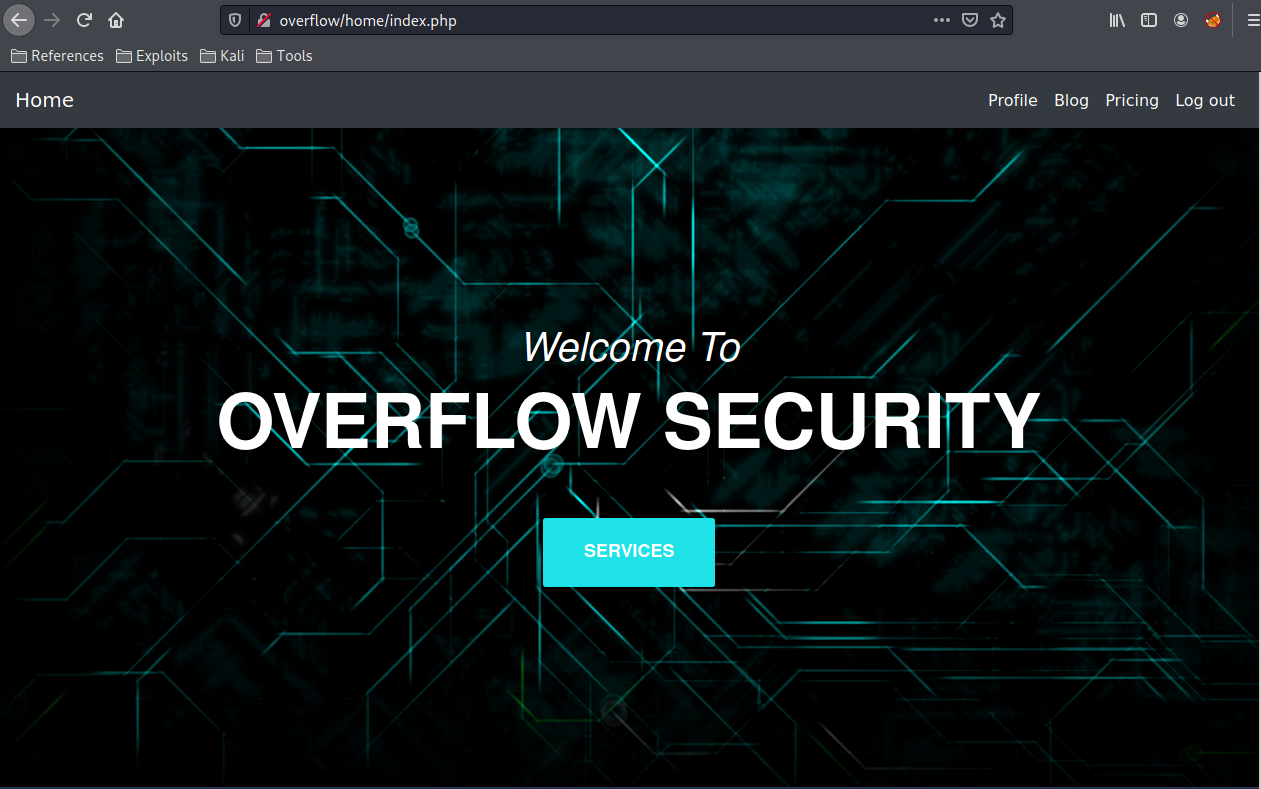 overflow/home/index.php
References Exploits Kali Tools
Home Profile Blog Pricing Log out
Welcome To
OVERFLOW SECURITY
SERVICES